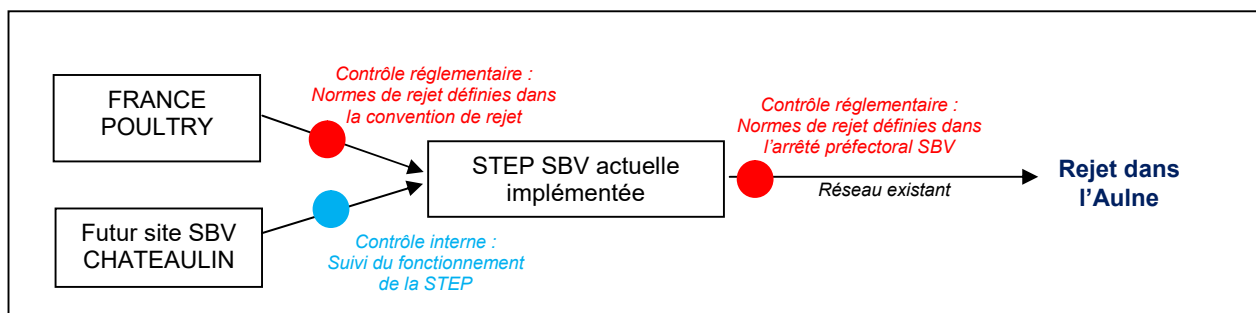 FRANCE
POULTRY
Contrôle réglementaire :
Normes de rejet définies dans
la convention de rejet
Futur site SBV
CHATEAULIN
Contrôle interne :
Suivi du fonctionnement
de la STEP
STEP SBV actuelle
implémentée
Contrôle réglementaire :
Normes de rejet définies dans
l’arrêté préfectoral SBV
Réseau existant
Rejet dans
l’Aulne